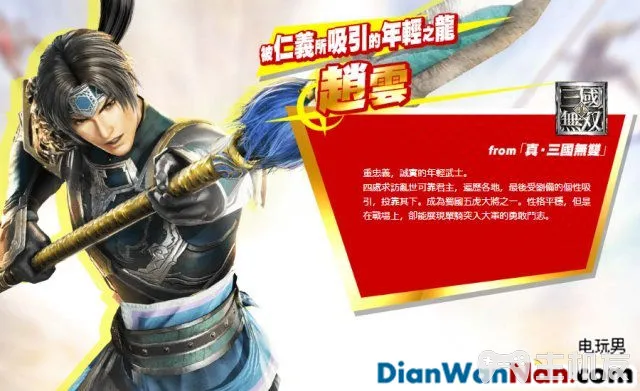 被仁義所吸引的年輕之龍
趙雲
三國
無双
from「真・三國無雙」
重忠義，誠實的年輕武士。
四處求訪亂世可靠君主，遍歷各地，最後受劉備的個性吸
引，投靠其下。成為蜀國五虎大將之一。性格平穩，但是
在戰場上，卻能展現單騎突入大軍的勇敢鬥志。
电玩男
DianWanNan.com